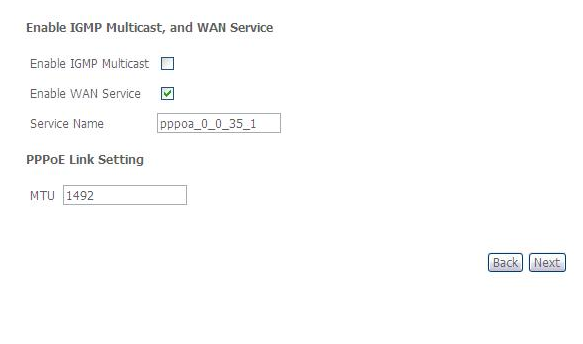 Enable IGMP Multicast, and WAN Service
Enable IGMP Multicast
Enable WAN Service
Service Name pppoa_0_0_35_1
PPPoE Link Setting
MTU 1492
Back Next